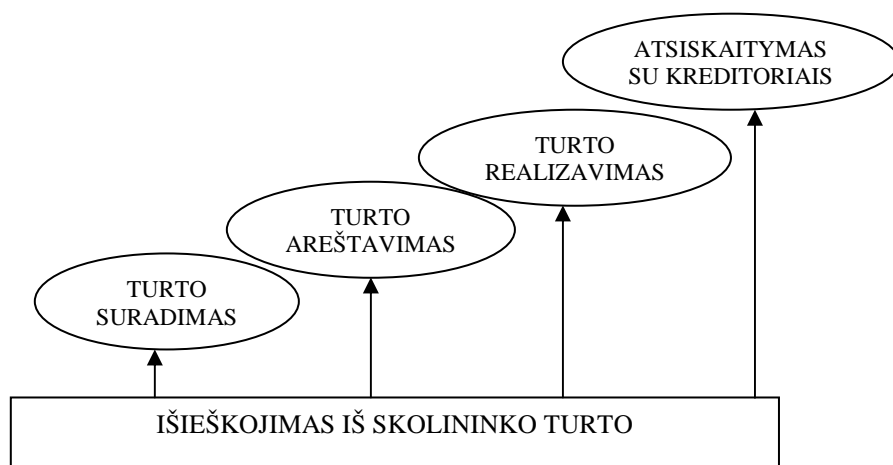 ATSISKAITYMAS
SU KREDITORIAIS
TURTO
REALIZAVIMAS
TURTO
AREŠTAVIMAS
TURTO
SURADIMAS
IŠIEŠKOJIMAS IŠ SKOLININKO TURTO